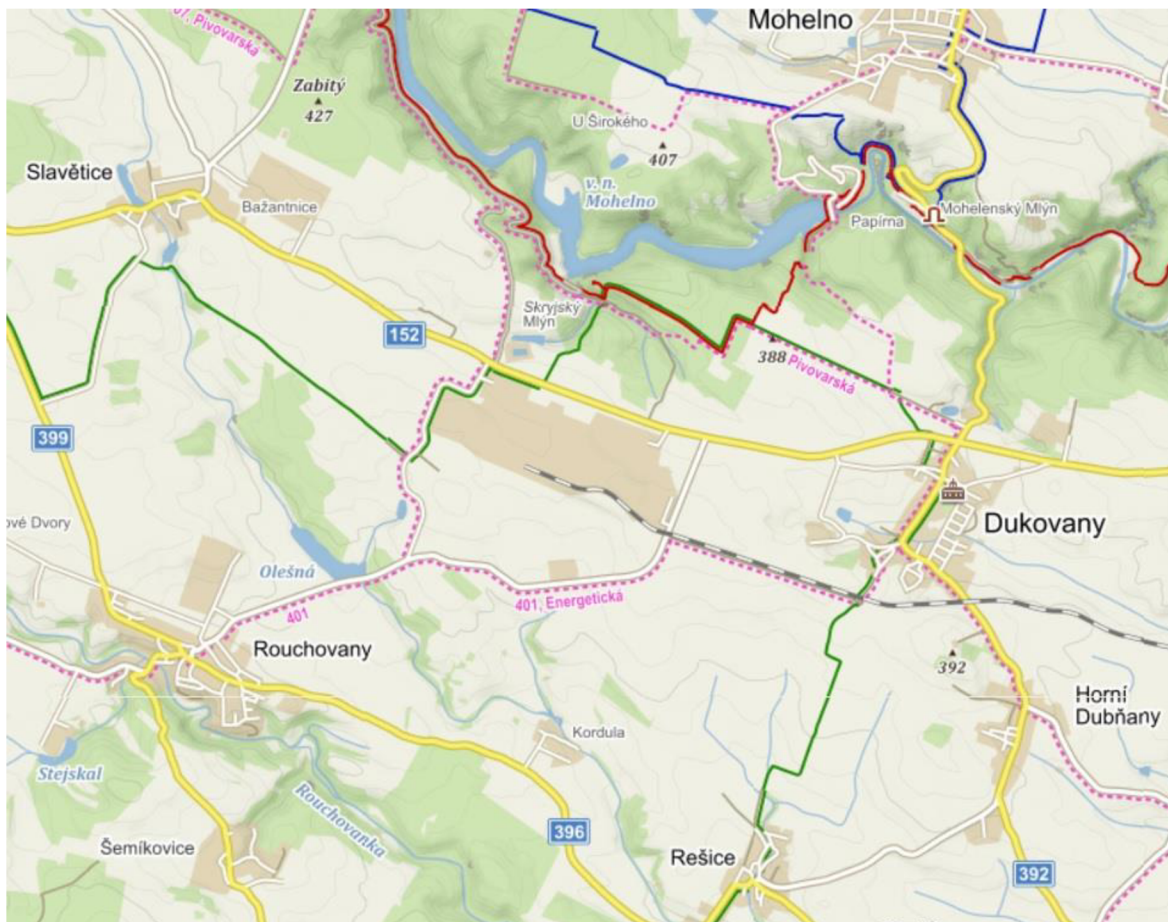 Mohelno
07, Pivovarská
Zabitý
427
U Širokého
407
Slavětice
Bažantnice
v. n.
Mohelno
Papírna
Mohelenský Mlýn
Skryjský
Mlýn
152
388
Pivovarská
399
ové Dvory
Olešná
Dukovany
401
401, Energetická
Rouchovany
392
Horní
Dubňany
Kordula
Stejskal
Rouchovanka
396
Šemíkovice
Rešice
392